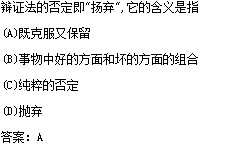 辩证法的否定即“扬弃”,它的含义是指
(A)既克服又保留
(B)事物中好的方面和坏的方面的组合
(C)纯粹的否定
(D)抛弃
答案: A